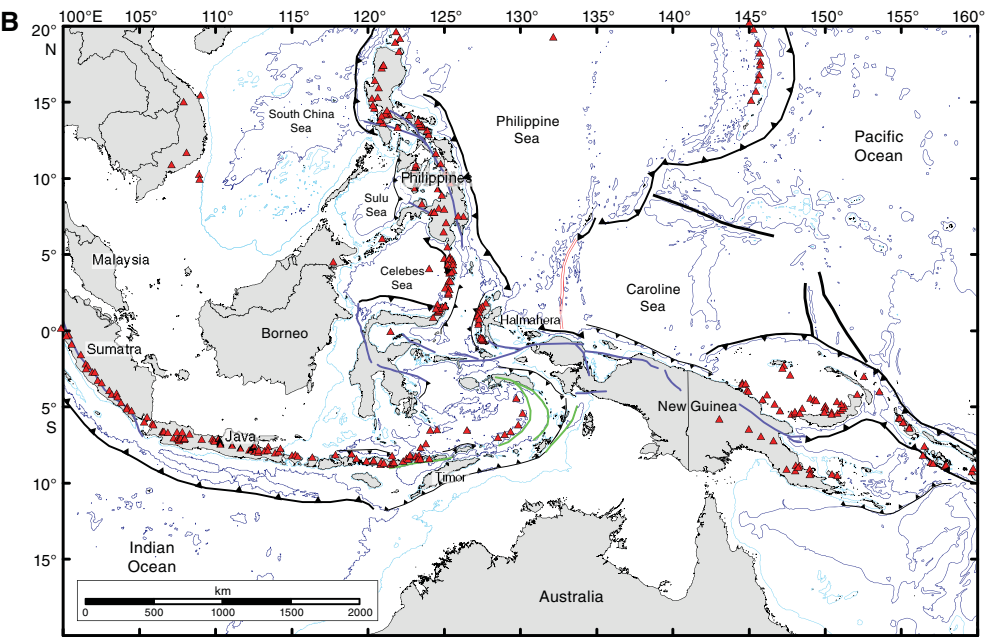 B
100°E 105° 110° 115° 120° 125° 130° 135° 140° 145° 150° 155° 160°
20°
N
15°
10°
5°
0°
5°
S
10°
15°
South China
Sea
Philippine
Sea
Pacific
Ocean
Philippines
Sulu
Sea
Malaysia
Celebes
Sea
Caroline
Sea
Halmahera
Borneo
Sumatra
New Guinea
Java
Timor
Indian
Ocean
Australia
km
0 500 1000 1500 2000